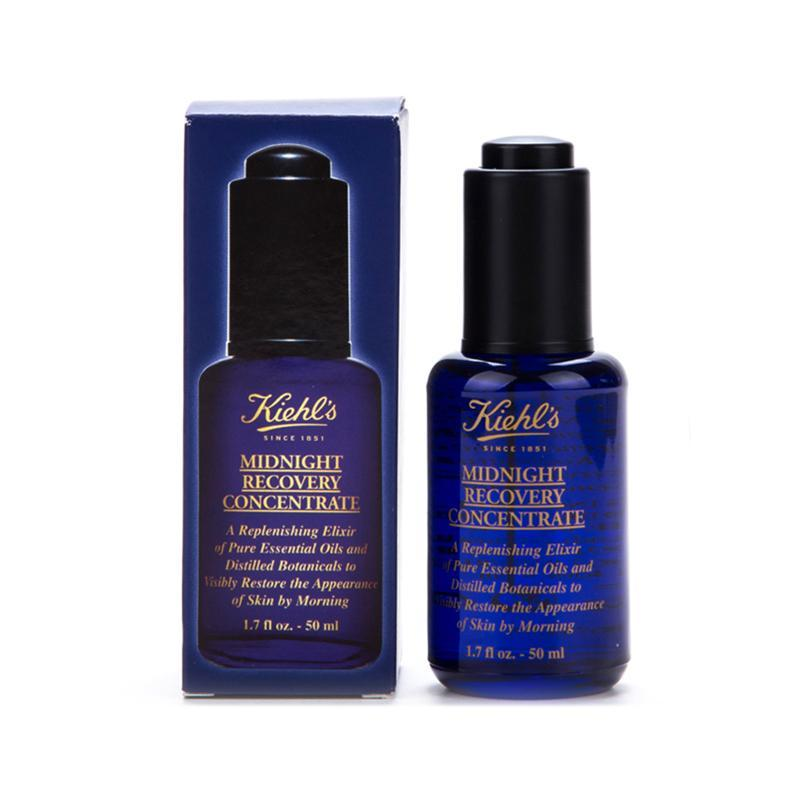 Kiehl's
SINCE 1851
MIDNIGHT
RECOVERY
CONCENTRATE
A Replenishing Elixir
of Pure Essential Oils and
Distilled Botanicals to
Visibly Restore the Appearance
of Skin by Morning
1.7 fl oz. - 50 ml
Kiehl's
SINCE 1851
MIDNIGHT
RECOVERY
CONCENTRATE
A Replenishing Elixir
of Pure Essential Oils and
Distilled Botanicals to
Visibly Restore the Appearance
of Skin by Morning
1.7 fl oz. - 50 ml